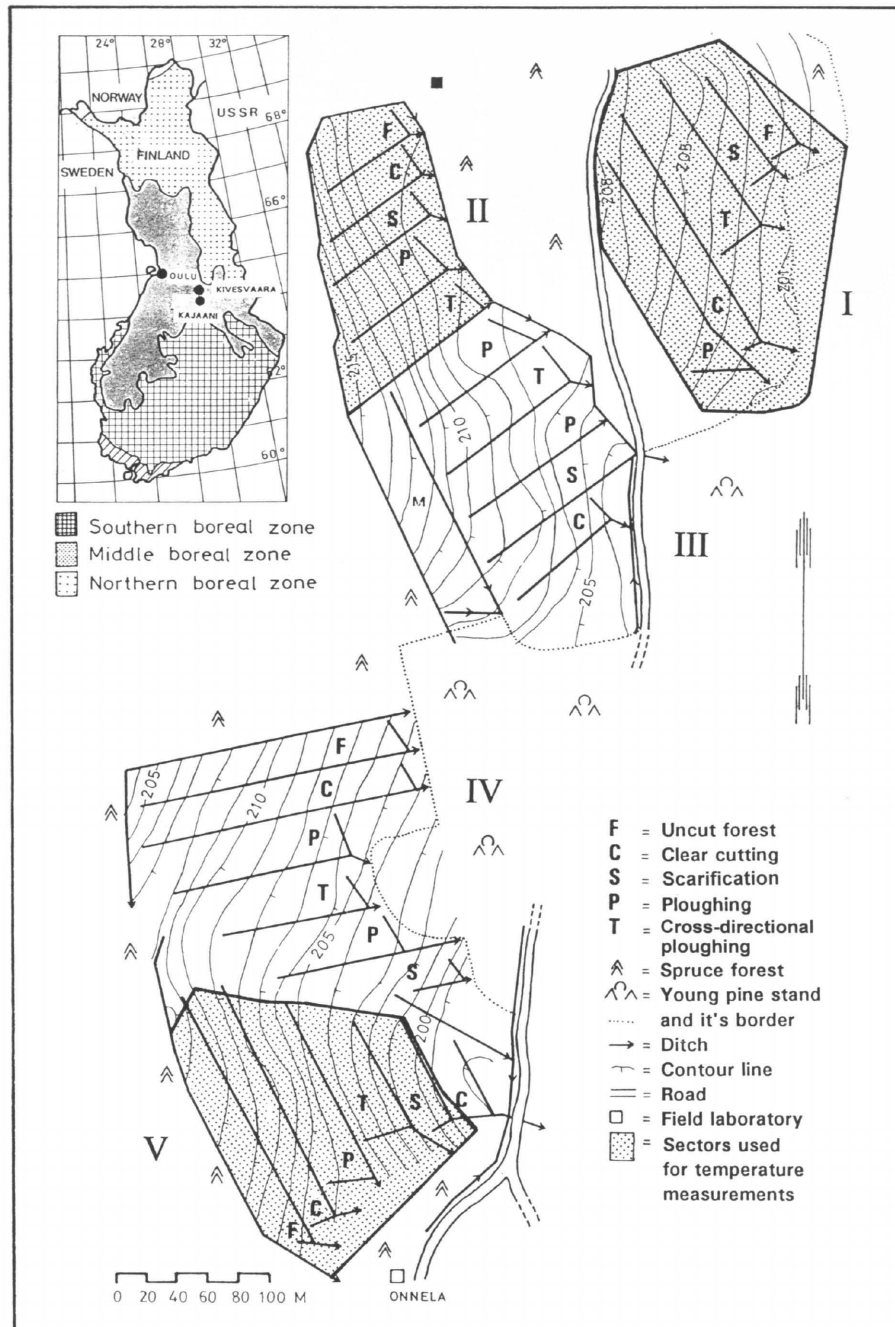 24° 28° 32°
NORWAY
USSR
68°
FINLAND
SWEDEN
66°
OULU
KIVESVAARA
KAJAANI
60°
Southern boreal zone
Middle boreal zone
Northern boreal zone
F
C
S
P
T
II
215
P
T
P
S
C
210
M
205
III
F
S
T
C
P
205
201
I
F
C
P
T
P
S
C
205
210
205
200
IV
T
S
P
C
F
V
F = Uncut forest
C = Clear cutting
S = Scarification
P = Ploughing
T = Cross-directional
ploughing
= Spruce forest
= Young pine stand
and it's border
= Ditch
= Contour line
= Road
= Field laboratory
= Sectors used
for temperature
measurements
0 20 40 60 80 100 M
ONNELA